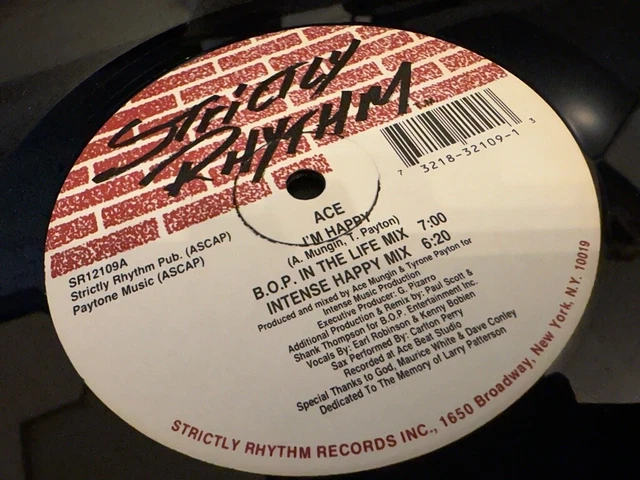 STRICTLY
RHYTHM
7 3218-32109-1 3
ACE
I'M HAPPY
(A. Mungin, T. Payton)
B.O.P. IN THE LIFE MIX 7:00
INTENSE HAPPY MIX 6:20
SR12109A
Strictly Rhythm Pub. (ASCAP)
Paytone Music (ASCAP)
Produced and mixed by Ace Mungin & Tyrone Payton for
Intense Music Production
Executive Producer: G. Pizarro
Additional Production & Remix by: Paul Scott &
Shank Thompson for B.O.P. Entertainment Inc.
Vocals By: Earl Robinson & Kenny Bobien
Sax Performed By: Carlton Perry
Recorded at Ace Beat Studio
Special Thanks to God, Maurice White & Dave Conley
Dedicated To the Memory of Larry Patterson
STRICTLY RHYTHM RECORDS INC., 1650 Broadway, New York, N.Y. 10019